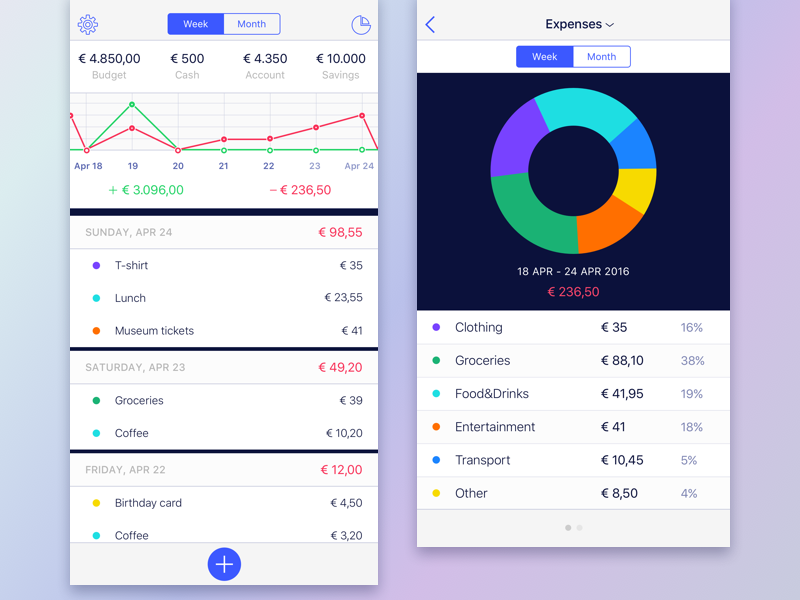 Week Month
€ 4.850,00 € 500 € 4.350 € 10.000
Budget Cash Account Savings
Apr 18 19 20 21 22 23 Apr 24
+ € 3.096,00 − € 236,50
SUNDAY, APR 24 € 98,55
T-shirt € 35
Lunch € 23,55
Museum tickets € 41
SATURDAY, APR 23 € 49,20
Groceries € 39
Coffee € 10,20
FRIDAY, APR 22 € 12,00
Birthday card € 4,50
Coffee € 3,20
Expenses
Week Month
18 APR - 24 APR 2016
€ 236,50
Clothing € 35 16%
Groceries € 88,10 38%
Food&Drinks € 41,95 19%
Entertainment € 41 18%
Transport € 10,45 5%
Other € 8,50 4%